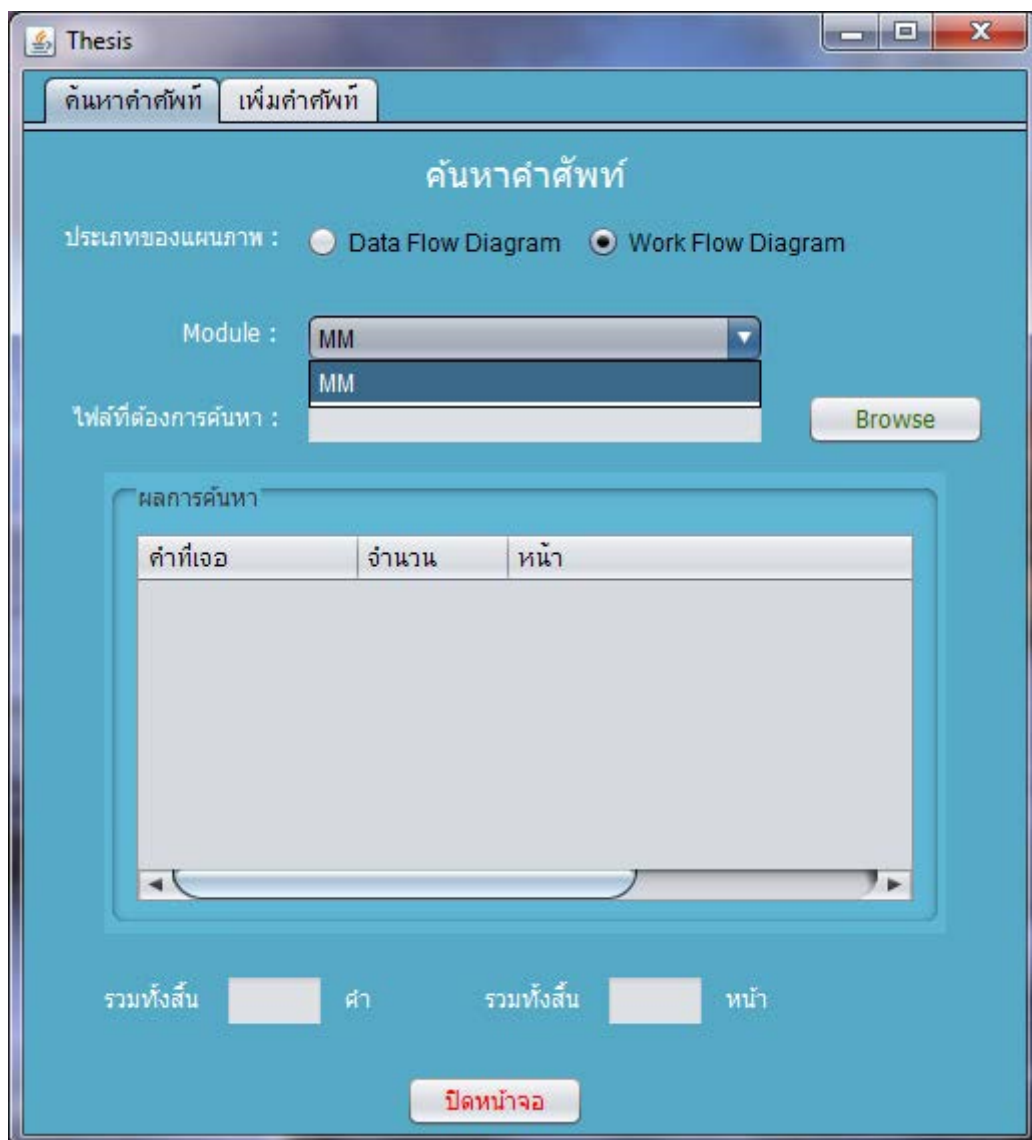 Thesis
ค้นหาคำศัพท์ เพิ่มคำศัพท์
ค้นหาคำศัพท์
ประเภทของแผนภาพ : Data Flow Diagram Work Flow Diagram
Module : MM
MM
ไฟล์ที่ต้องการค้นหา : Browse
ผลการค้นหา
คำที่เจอ จำนวน หน้า
รวมทั้งสิ้น คำ รวมทั้งสิ้น หน้า
ปิดหน้าจอ